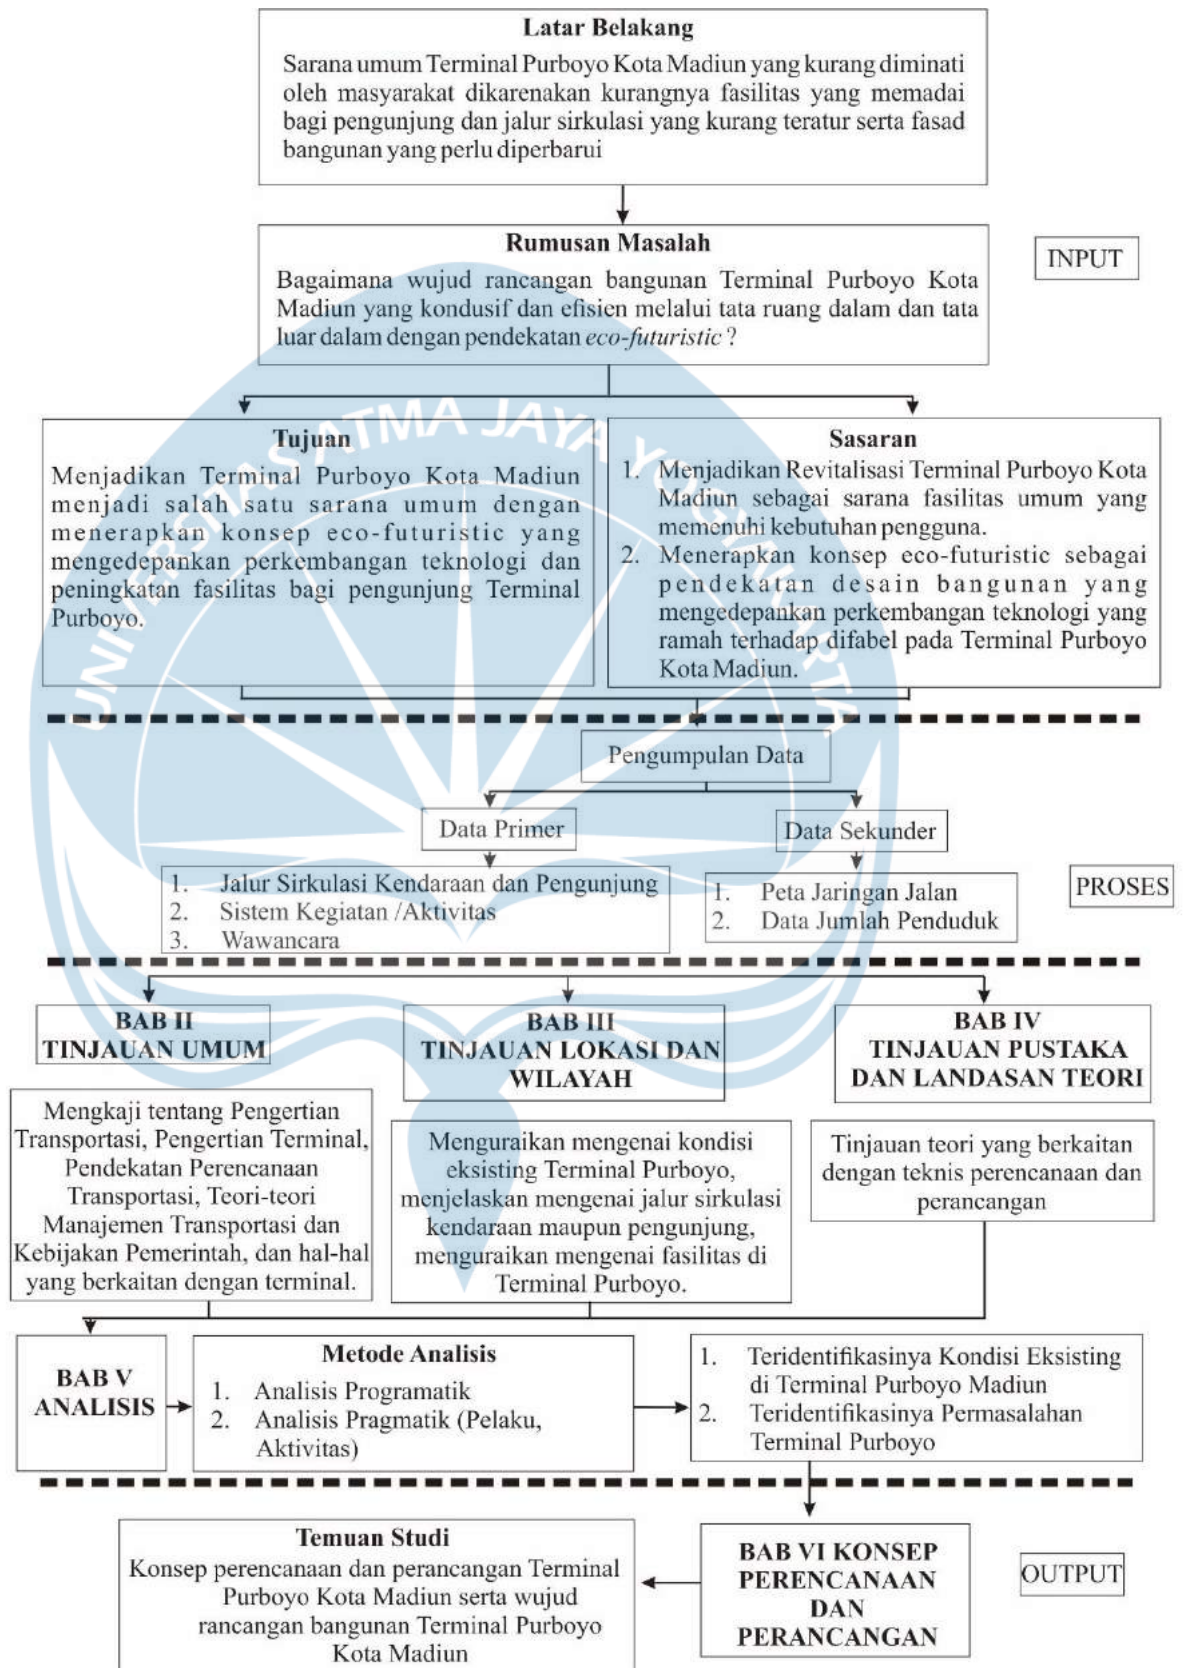 Latar Belakang
Sarana umum Terminal Purboyo Kota Madiun yang kurang diminati
oleh masyarakat dikarenakan kurangnya fasilitas yang memadai
bagi pengunjung dan jalur sirkulasi yang kurang teratur serta fasad
bangunan yang perlu diperbarui
Rumusan Masalah
Bagaimana wujud rancangan bangunan Terminal Purboyo Kota
Madiun yang kondusif dan efisien melalui tata ruang dalam dan tata
luar dalam dengan pendekatan eco-futuristic ?
INPUT
Tujuan
Menjadikan Terminal Purboyo Kota Madiun
menjadi salah satu sarana umum dengan
menerapkan konsep eco-futuristic yang
mengedepankan perkembangan teknologi dan
peningkatan fasilitas bagi pengunjung Terminal
Purboyo.
Sasaran
1. Menjadikan Revitalisasi Terminal Purboyo Kota
Madiun sebagai sarana fasilitas umum yang
memenuhi kebutuhan pengguna.
2. Menerapkan konsep eco-futuristic sebagai
pendekatan desain bangunan yang
mengedepankan perkembangan teknologi yang
ramah terhadap difabel pada Terminal Purboyo
Kota Madiun.
UNIVERSITAS ATMA JAYA YOGYAKARTA
Pengumpulan Data
Data Primer
Data Sekunder
1. Jalur Sirkulasi Kendaraan dan Pengunjung
2. Sistem Kegiatan /Aktivitas
3. Wawancara
1. Peta Jaringan Jalan
2. Data Jumlah Penduduk
PROSES
BAB II
TINJAUAN UMUM
BAB III
TINJAUAN LOKASI DAN
WILAYAH
BAB IV
TINJAUAN PUSTAKA
DAN LANDASAN TEORI
Mengkaji tentang Pengertian
Transportasi, Pengertian Terminal,
Pendekatan Perencanaan
Transportasi, Teori-teori
Manajemen Transportasi dan
Kebijakan Pemerintah, dan hal-hal
yang berkaitan dengan terminal.
Menguraikan mengenai kondisi
eksisting Terminal Purboyo,
menjelaskan mengenai jalur sirkulasi
kendaraan maupun pengunjung,
menguraikan mengenai fasilitas di
Terminal Purboyo.
Tinjauan teori yang berkaitan
dengan teknis perencanaan dan
perancangan
BAB V
ANALISIS
Metode Analisis
1. Analisis Programatik
2. Analisis Pragmatik (Pelaku,
Aktivitas)
1. Teridentifikasinya Kondisi Eksisting
di Terminal Purboyo Madiun
2. Teridentifikasinya Permasalahan
Terminal Purboyo
Temuan Studi
Konsep perencanaan dan perancangan Terminal
Purboyo Kota Madiun serta wujud
rancangan bangunan Terminal Purboyo
Kota Madiun
BAB VI KONSEP
PERENCANAAN
DAN
PERANCANGAN
OUTPUT